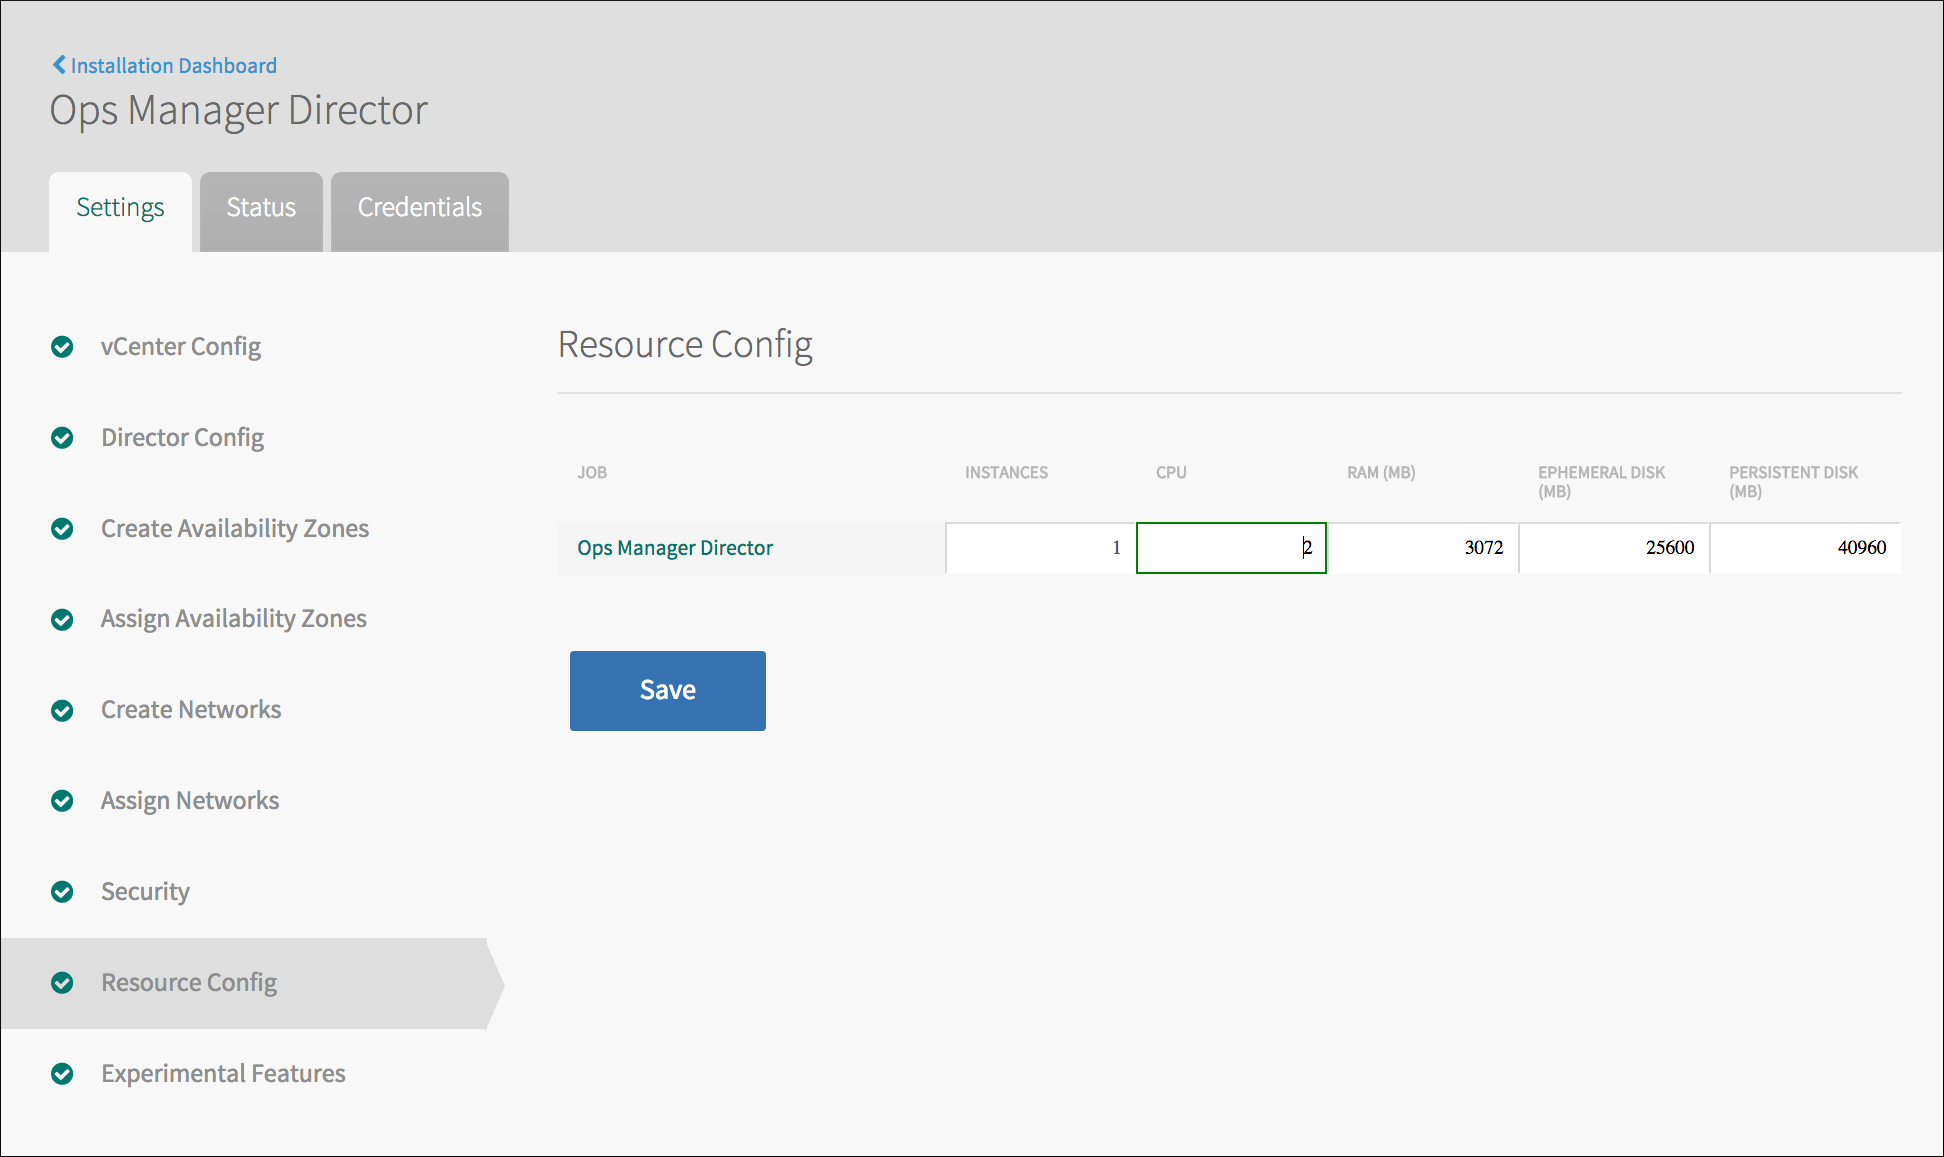 Installation Dashboard
Ops Manager Director
Settings Status Credentials
vCenter Config
Director Config
Create Availability Zones
Assign Availability Zones
Create Networks
Assign Networks
Security
Resource Config
Experimental Features
Resource Config
JOB INSTANCES CPU RAM (MB) EPHEMERAL DISK (MB) PERSISTENT DISK (MB)
Ops Manager Director 1 2 3072 25600 40960
Save